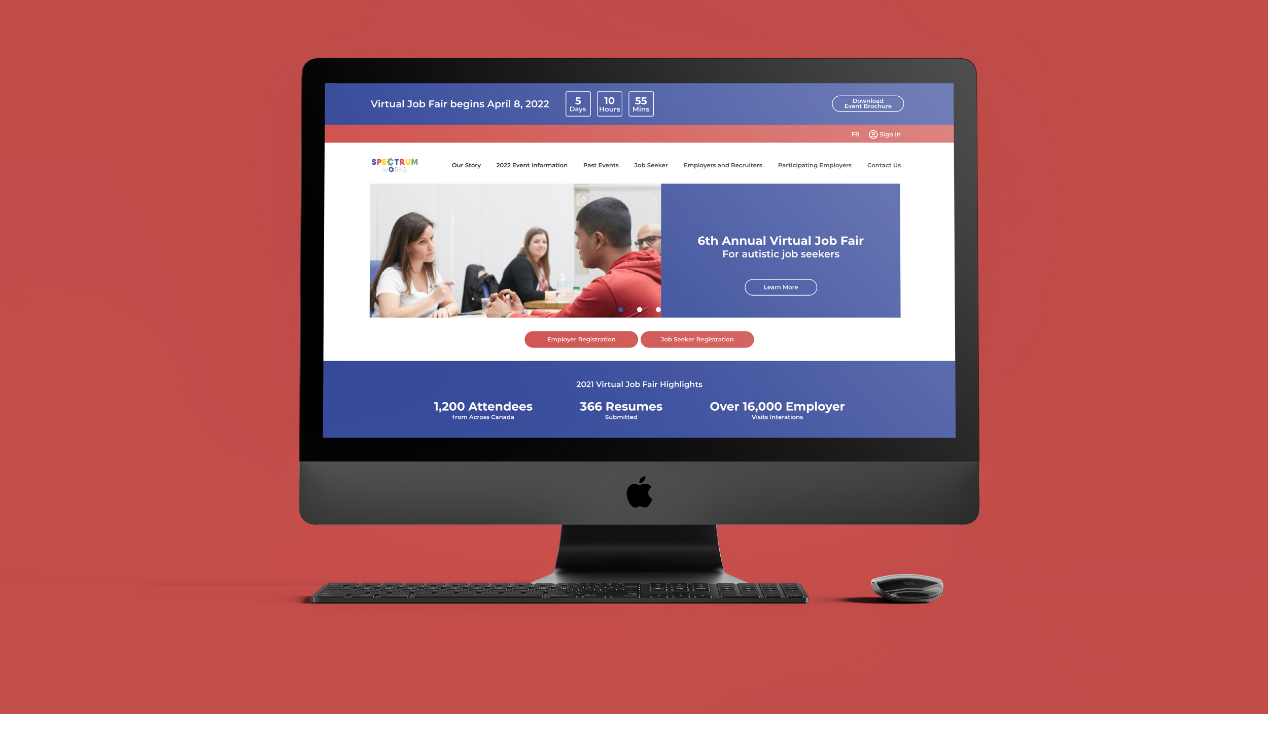 Virtual Job Fair begins April 8, 2022
5 Days
10 Hours
55 Mins
Download
Event Brochure
FR
Sign In
SPECTRUM
WORKS
Our Story
2022 Event Information
Past Events
Job Seeker
Employers and Recruiters
Participating Employers
Contact Us
6th Annual Virtual Job Fair
For autistic job seekers
Learn More
Employer Registration
Job Seeker Registration
2021 Virtual Job Fair Highlights
1,200 Attendees
from Across Canada
366 Resumes
Submitted
Over 16,000 Employer
Visits Interations